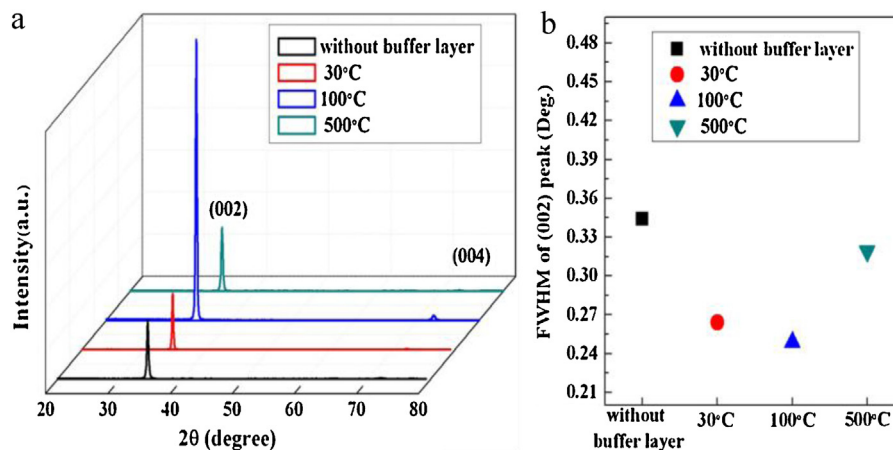 a
without buffer layer
30°C
100°C
500°C
(002)
(004)
Intensity(a.u.)
20 30 40 50 60 70 80
2θ (degree)
b
without buffer layer
30°C
100°C
500°C
FWHM of (002) peak (Deg.)
0.48
0.45
0.42
0.39
0.36
0.33
0.30
0.27
0.24
0.21
without
buffer layer
30°C 100°C 500°C